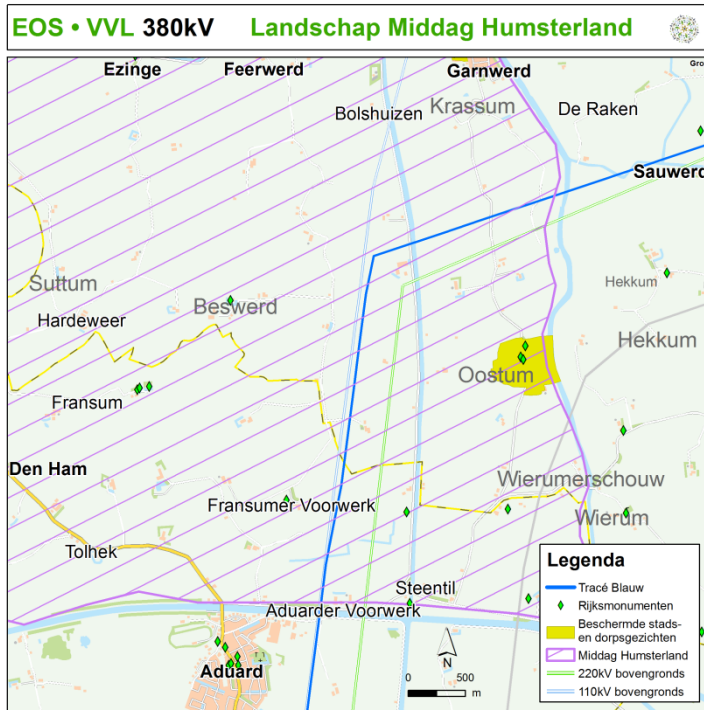 EOS • VVL 380kV Landschap Middag Humsterland
Ezinge Feerwerd Garnwerd Gro
Krassum
Bolshuizen De Raken
Sauwerd
Suttum
Beswerd
Hekkum
Hardeweer
Hekkum
Oostum
Fransum
Den Ham
Fransumer Voorwerk
Wierumerschouw
Wierum
Tolhek
Steentil
Aduarder Voorwerk
Aduard
N
0 500
m
Legenda
Tracé Blauw
Rijksmonumenten
Beschermde stads-
en dorpsgezichten
Middag Humsterland
220kV bovengronds
110kV bovengronds